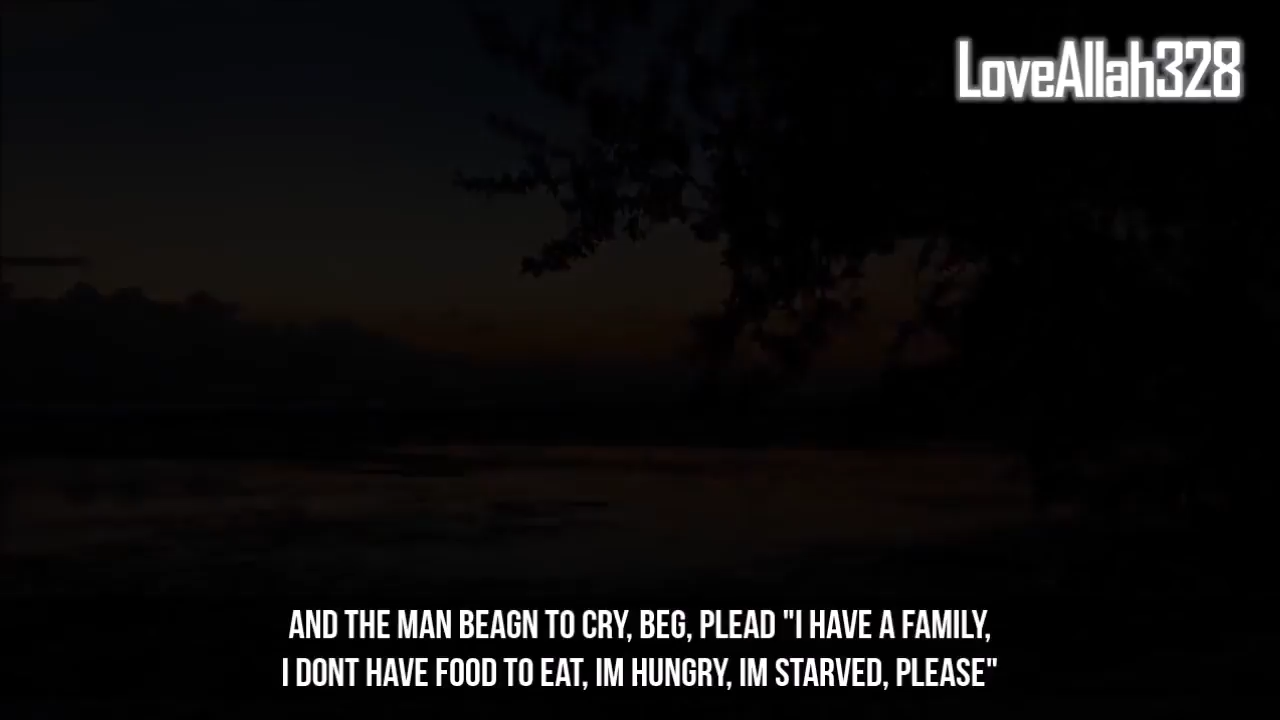 LoveAllah328
AND THE MAN BEAGN TO CRY, BEG, PLEAD "I HAVE A FAMILY,
I DONT HAVE FOOD TO EAT, IM HUNGRY, IM STARVED, PLEASE"